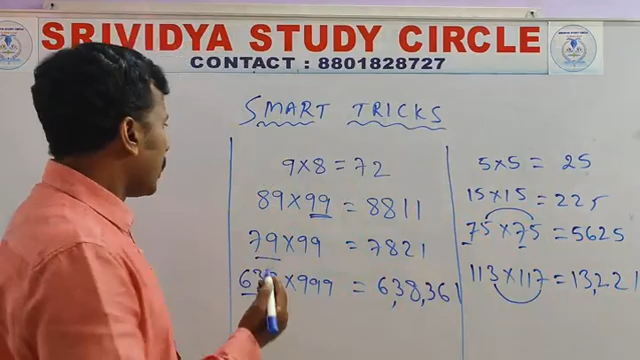 SRIVIDYA STUDY CIRCLE
CONTACT : 8801828727
SMART TRICKS
9×8=72
89×99 = 8811
79×99 = 7821
×999 = 638,361
5×5 = 25
15×15 = 225
75×75 = 5625
113×117 = 13,221